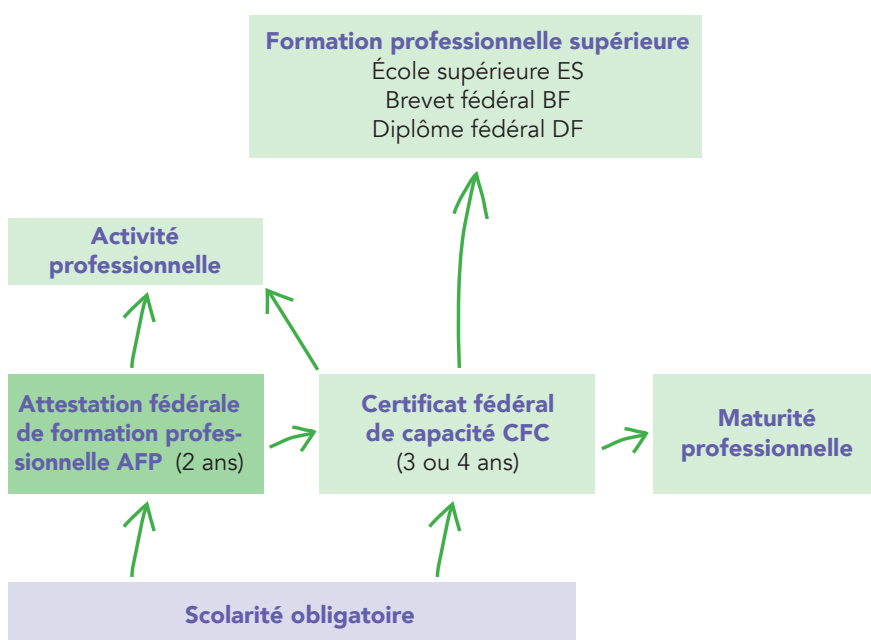 Formation professionnelle supérieure
École supérieure ES
Brevet fédéral BF
Diplôme fédéral DF
Activité
professionnelle
Attestation fédérale
de formation profes-
sionnelle AFP (2 ans)
Certificat fédéral
de capacité CFC
(3 ou 4 ans)
Maturité
professionnelle
Scolarité obligatoire